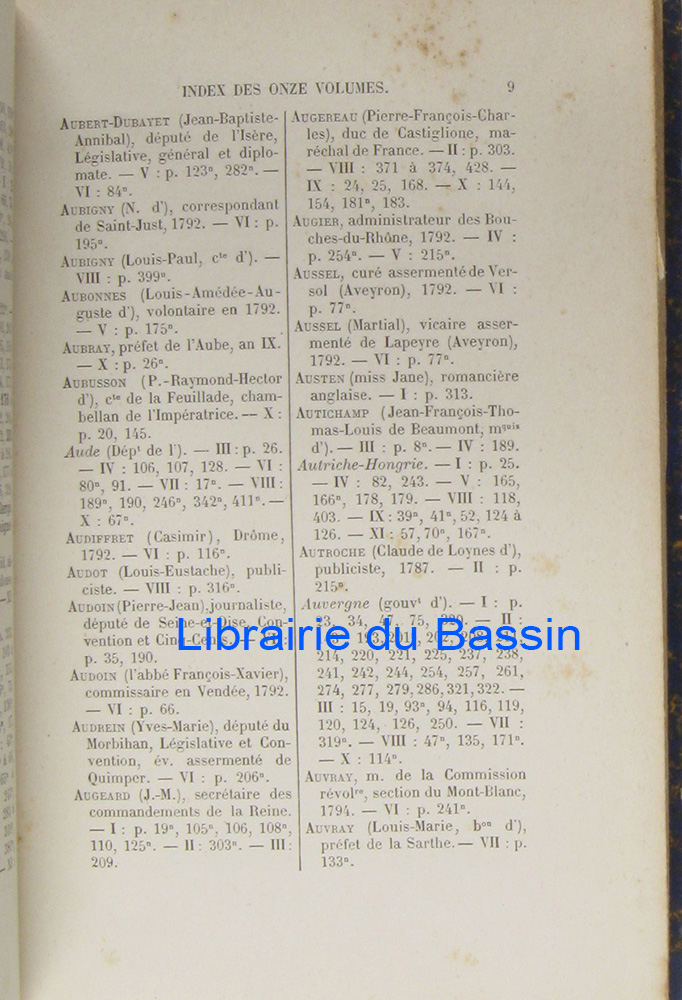 INDEX DES ONZE VOLUMES. 9
AUBERT-DUBAYET (Jean-Baptiste-
Annibal), député de l'Isère,
Législative, général et diplo-
mate. — V : p. 123ⁿ, 282ⁿ. —
VI : 84ⁿ.
AUBIGNY (N. d'), correspondant
de Saint-Just, 1792. — VI : p.
195ⁿ.
AUBIGNY (Louis-Paul, cᵗᵉ d'). —
VIII : p. 399ⁿ.
AUBONNES (Louis-Amédée-Au-
guste d'), volontaire en 1792.
— V : p. 175ⁿ.
AUBRAY, préfet de l'Aube, an IX.
— X : p. 26ⁿ.
AUBUSSON (P.-Raymond-Hector
d'), cᵗᵉ de la Feuillade, cham-
bellan de l'Impératrice. — X :
p. 20, 145.
Aude (Dépᵗ de l'). — III : p. 26.
— IV : 106, 107, 128. — VI :
80ⁿ, 91. — VII : 17ⁿ. — VIII :
189ⁿ, 190, 246ⁿ, 342ⁿ, 411ⁿ. —
X : 67ⁿ.
AUDIFFRET (Casimir), Drôme,
1792. — VI : p. 116ⁿ.
AUDOT (Louis-Eustache), publi-
ciste. — VIII : p. 316ⁿ.
AUDOIN (Pierre-Jean), journaliste,
député de Seine-et-Oise, Con-
vention et Cinq-Cents. —
p. 35, 190.
AUDOIN (l'abbé François-Xavier),
commissaire en Vendée, 1792.
— VI : p. 66.
AUDREIN (Yves-Marie), député du
Morbihan, Législative et Con-
vention, év. assermenté de
Quimper. — VI : p. 206ⁿ.
AUGEARD (J.-M.), secrétaire des
commandements de la Reine.
— I : p. 19ⁿ, 105ⁿ, 106, 108ⁿ,
110, 125ⁿ. — II : 303ⁿ. — III :
209.
AUGEREAU (Pierre-François-Char-
les), duc de Castiglione, ma-
réchal de France. — II : p. 303.
— VIII : 371 à 374, 428. —
IX : 24, 25, 168. — X : 144,
154, 181ⁿ, 183.
AUGIER, administrateur des Bou-
ches-du-Rhône, 1792. — IV :
p. 254ⁿ. — V : 215ⁿ.
AUSSEL, curé assermenté de Ver-
sol (Aveyron), 1792. — VI :
p. 77ⁿ.
AUSSEL (Martial), vicaire asser-
menté de Lapeyre (Aveyron),
1792. — VI : p. 77ⁿ.
AUSTEN (miss Jane), romancière
anglaise. — I : p. 313.
AUTICHAMP (Jean-François-Tho-
mas-Louis de Beaumont, mᑫᵘⁱˢ
d'). — III : p. 8ⁿ. — IV : 189.
Autriche-Hongrie. — I : p. 25.
— IV : 82, 243. — V : 165,
166ⁿ, 178, 179. — VIII : 118,
403. — IX : 39ⁿ, 41ⁿ, 52, 124 à
126. — XI : 57, 70ⁿ, 167ⁿ.
AUTROCHE (Claude de Loynes d'),
publiciste, 1787. — II : p.
215ⁿ.
Auvergne (gouvᵗ d'). — I : p.
23, 34, 47, 75, — II :
193, 201,
214, 220, 221, 225, 237, 238,
241, 242, 244, 254, 257, 261,
274, 277, 279, 286, 321, 322. —
III : 15, 19, 93ⁿ, 94, 116, 119,
120, 124, 126, 250. — VII :
319ⁿ. — VIII : 47ⁿ, 135, 171ⁿ.
— X : 114ⁿ.
AUVRAY, m. de la Commission
révolʳᵉ, section du Mont-Blanc,
1794. — VI : p. 241ⁿ.
AUVRAY (Louis-Marie, bᵒⁿ d'),
préfet de la Sarthe. — VII : p.
133ⁿ.
Librairie du Bassin